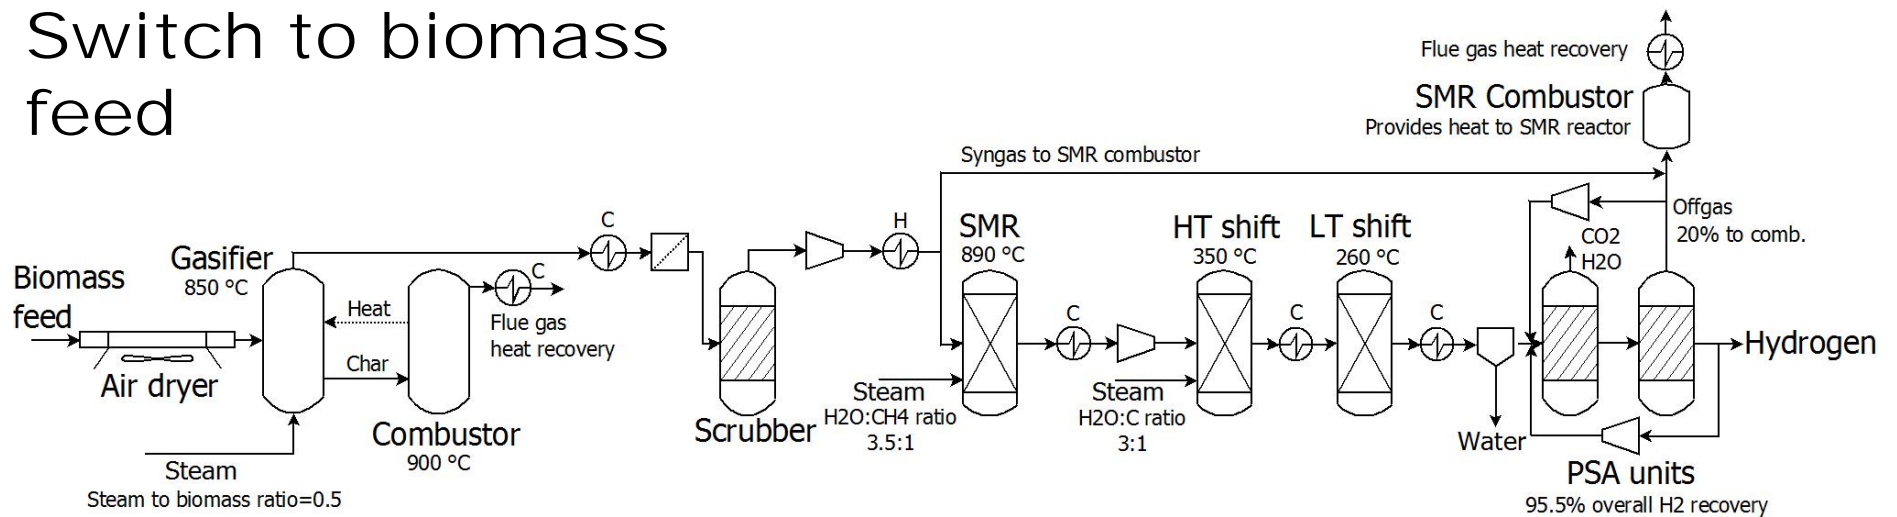 Switch to biomass
feed
Flue gas heat recovery
SMR Combustor
Provides heat to SMR reactor
Syngas to SMR combustor
Offgas
20% to comb.
CO2
H2O
Biomass
feed
Air dryer
Gasifier
850 °C
Steam
Steam to biomass ratio=0.5
Heat
Char
Combustor
900 °C
C
Flue gas
heat recovery
C
Scrubber
H
SMR
890 °C
Steam
H2O:CH4 ratio
3.5:1
C
Steam
H2O:C ratio
3:1
HT shift
350 °C
C
LT shift
260 °C
C
Water
PSA units
95.5% overall H2 recovery
Hydrogen